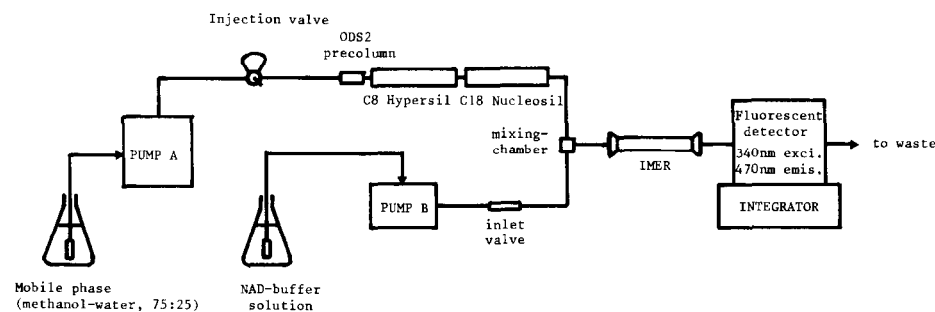 Injection valve
ODS2
precolumn
C8 Hypersil C18 Nucleosil
PUMP A
mixing-
chamber
IMER
Fluorescent
detector
340nm exci.
470nm emis.
to waste
PUMP B
INTEGRATOR
inlet
valve
Mobile phase
(methanol-water, 75:25)
NAD-buffer
solution